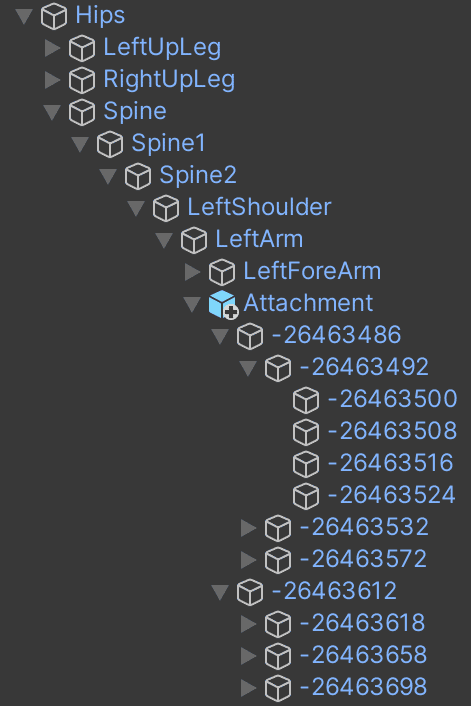 Hips
LeftUpLeg
RightUpLeg
Spine
Spine1
Spine2
LeftShoulder
LeftArm
LeftForeArm
Attachment
-26463486
-26463492
-26463500
-26463508
-26463516
-26463524
-26463532
-26463572
-26463612
-26463618
-26463658
-26463698